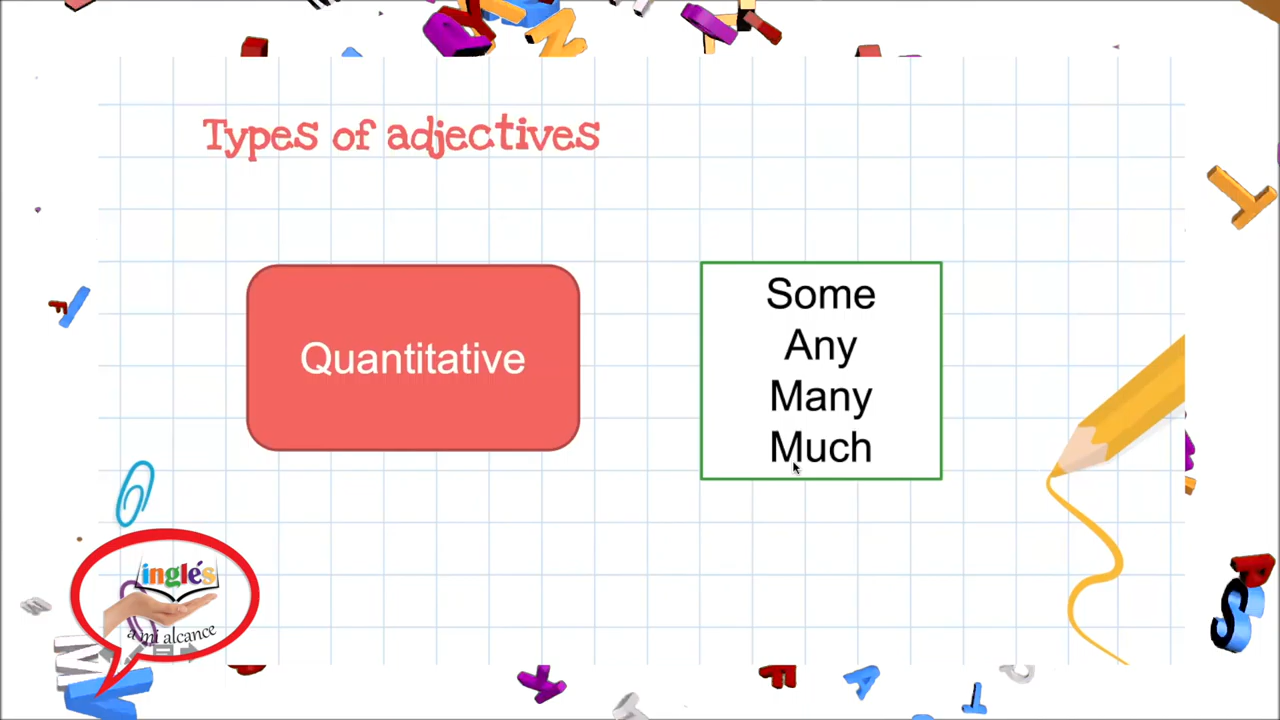 Types of adjectives
Quantitative
Some
Any
Many
Much
inglés
a mi alcance